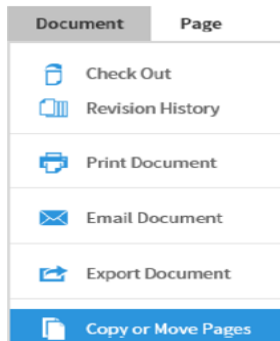 Document Page
Check Out
Revision History
Print Document
Email Document
Export Document
Copy or Move Pages